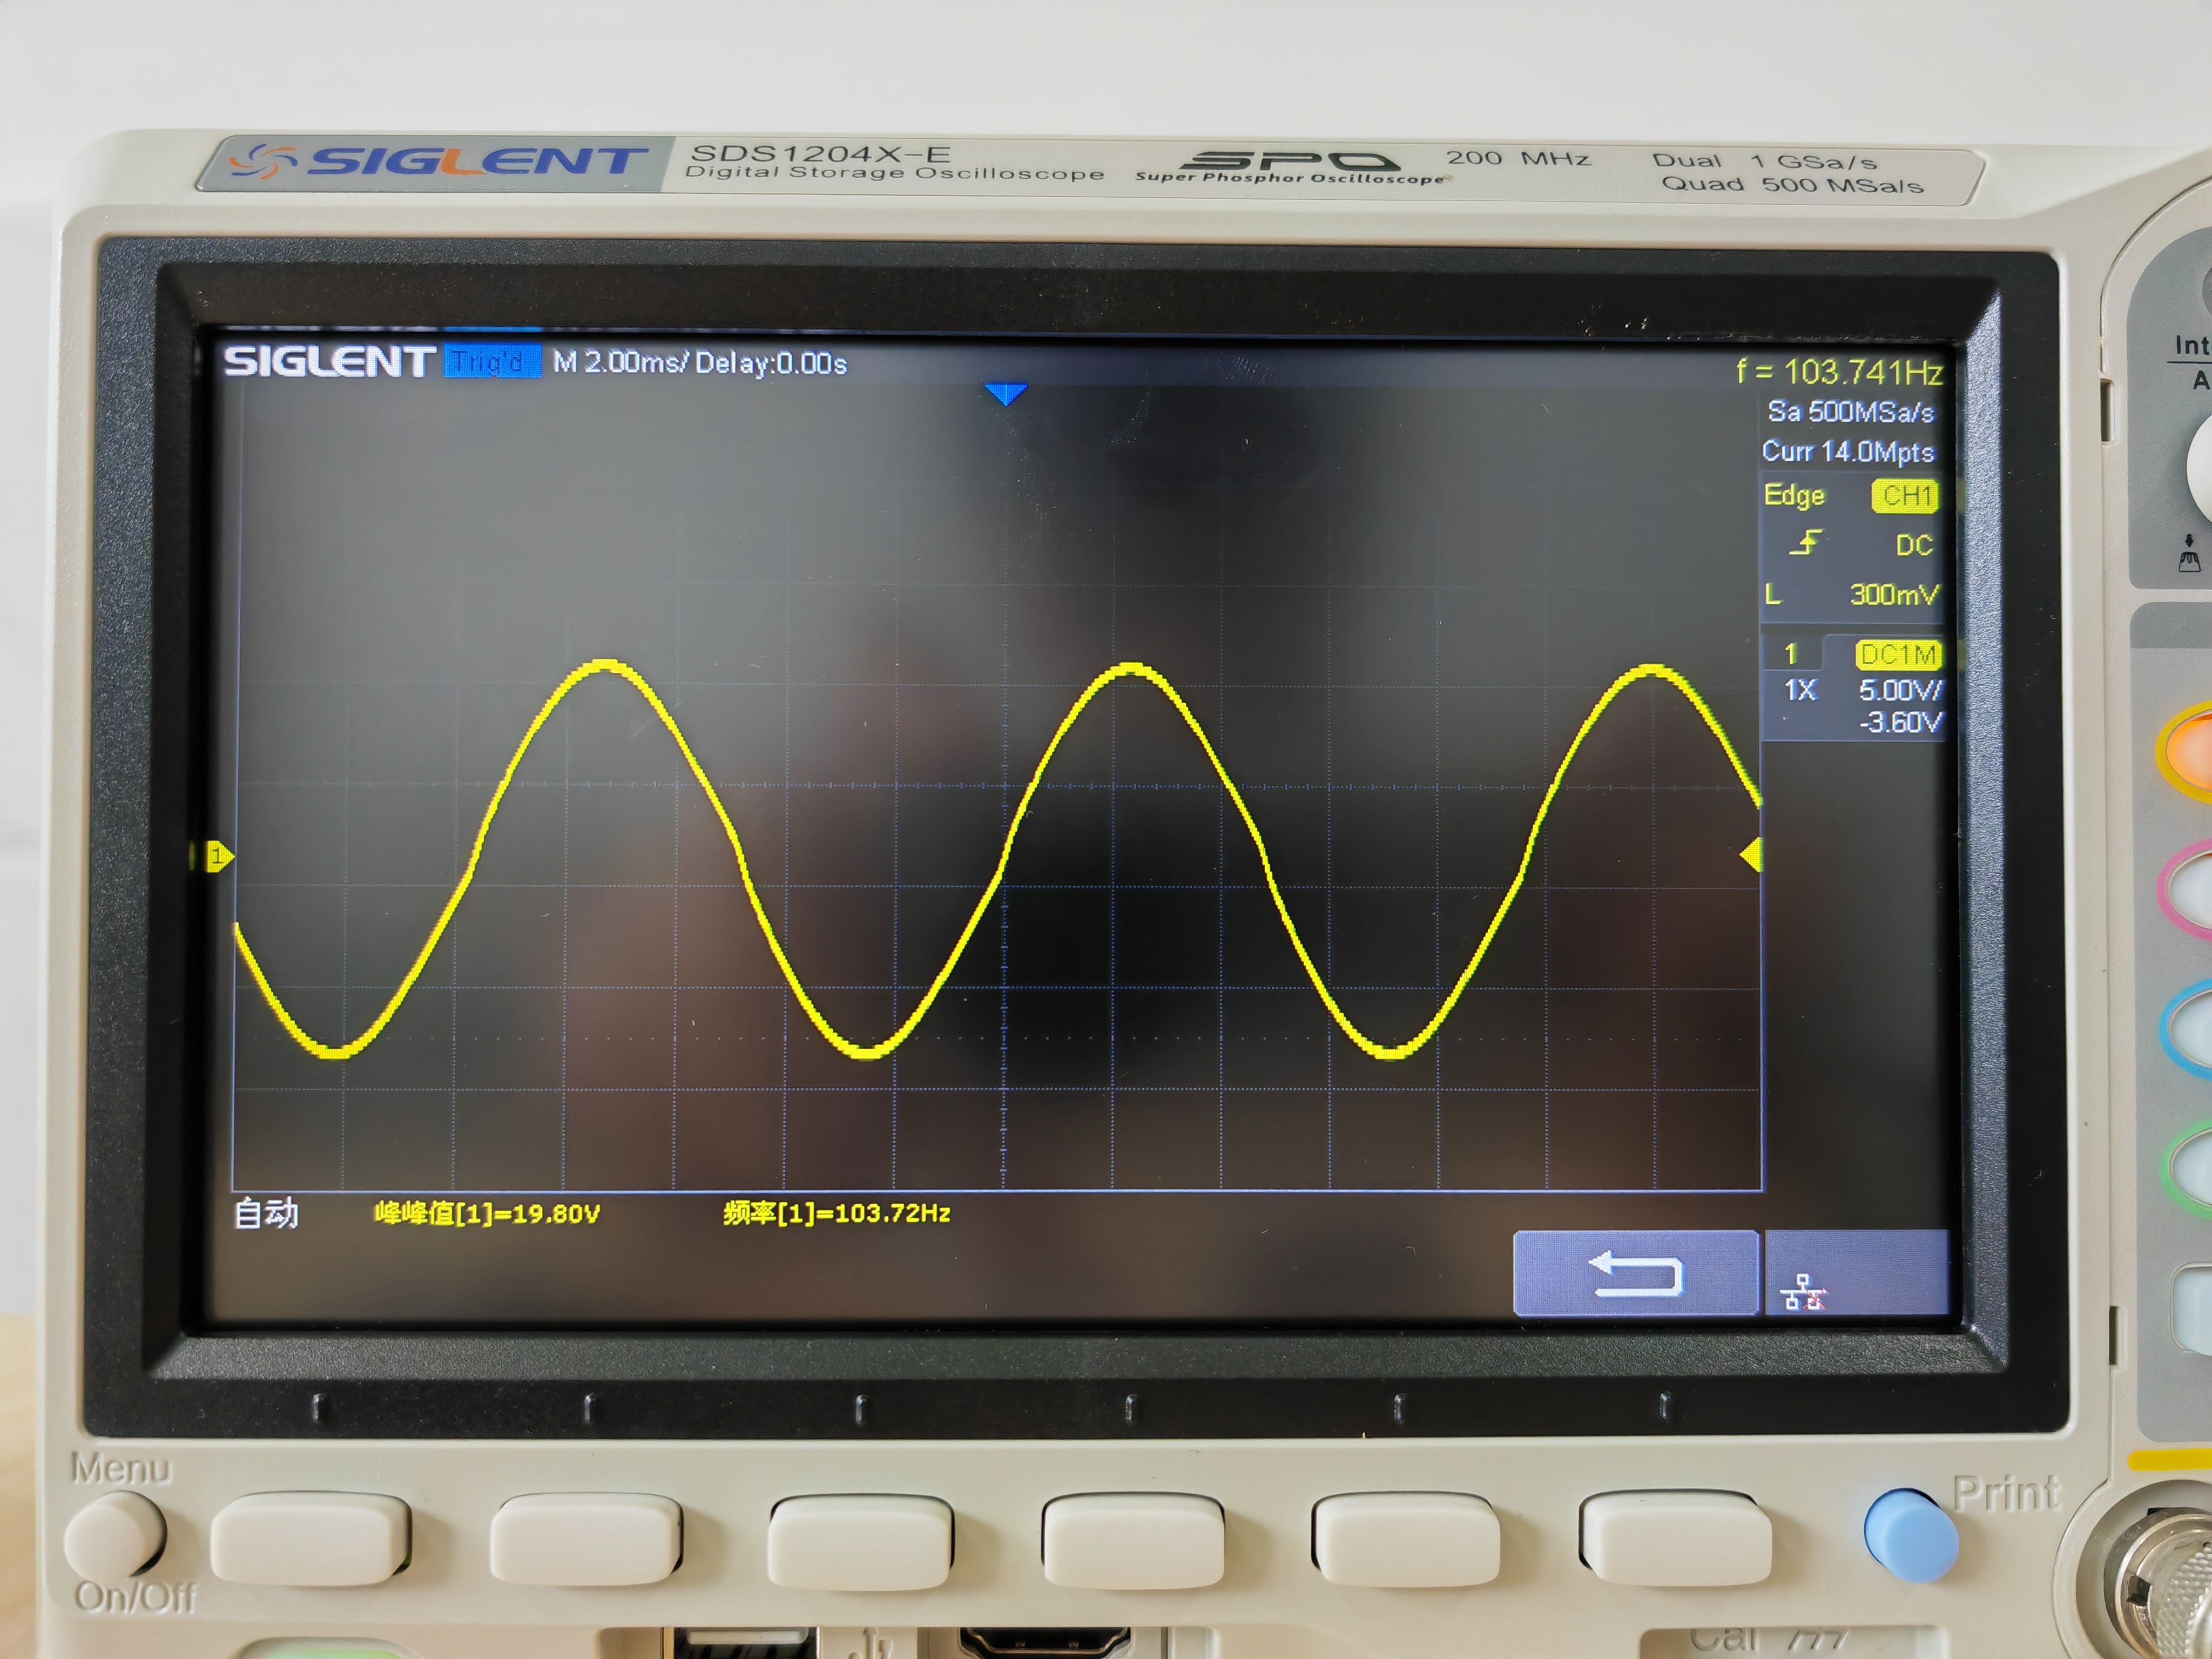 SIGLENT SDS1204X-E SPO 200 MHz Dual 1 GSa/s
Digital Storage Oscilloscope Super Phosphor Oscilloscope Quad 500 MSa/s
SIGLENT Trig'd M 2.00ms/ Delay:0.00s f = 103.741Hz
Sa 500MSa/s
Curr 14.0Mpts
Edge CH1
DC
L 300mV
1 DC1M
1X 5.00V/
-3.60V
1
自动 峰峰值[1]=19.80V 频率[1]=103.72Hz
Menu
On/Off
Print
Cal
Int
A